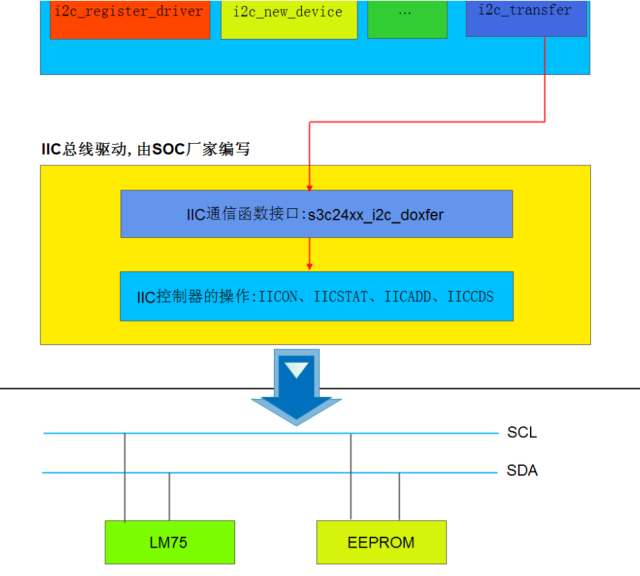 i2c_register_driver
i2c_new_device
...
i2c_transfer
IIC总线驱动,由SOC厂家编写
IIC通信函数接口:s3c24xx_i2c_doxfer
IIC控制器的操作:IICON、IICSTAT、IICADD、IICCDS
SCL
SDA
LM75
EEPROM